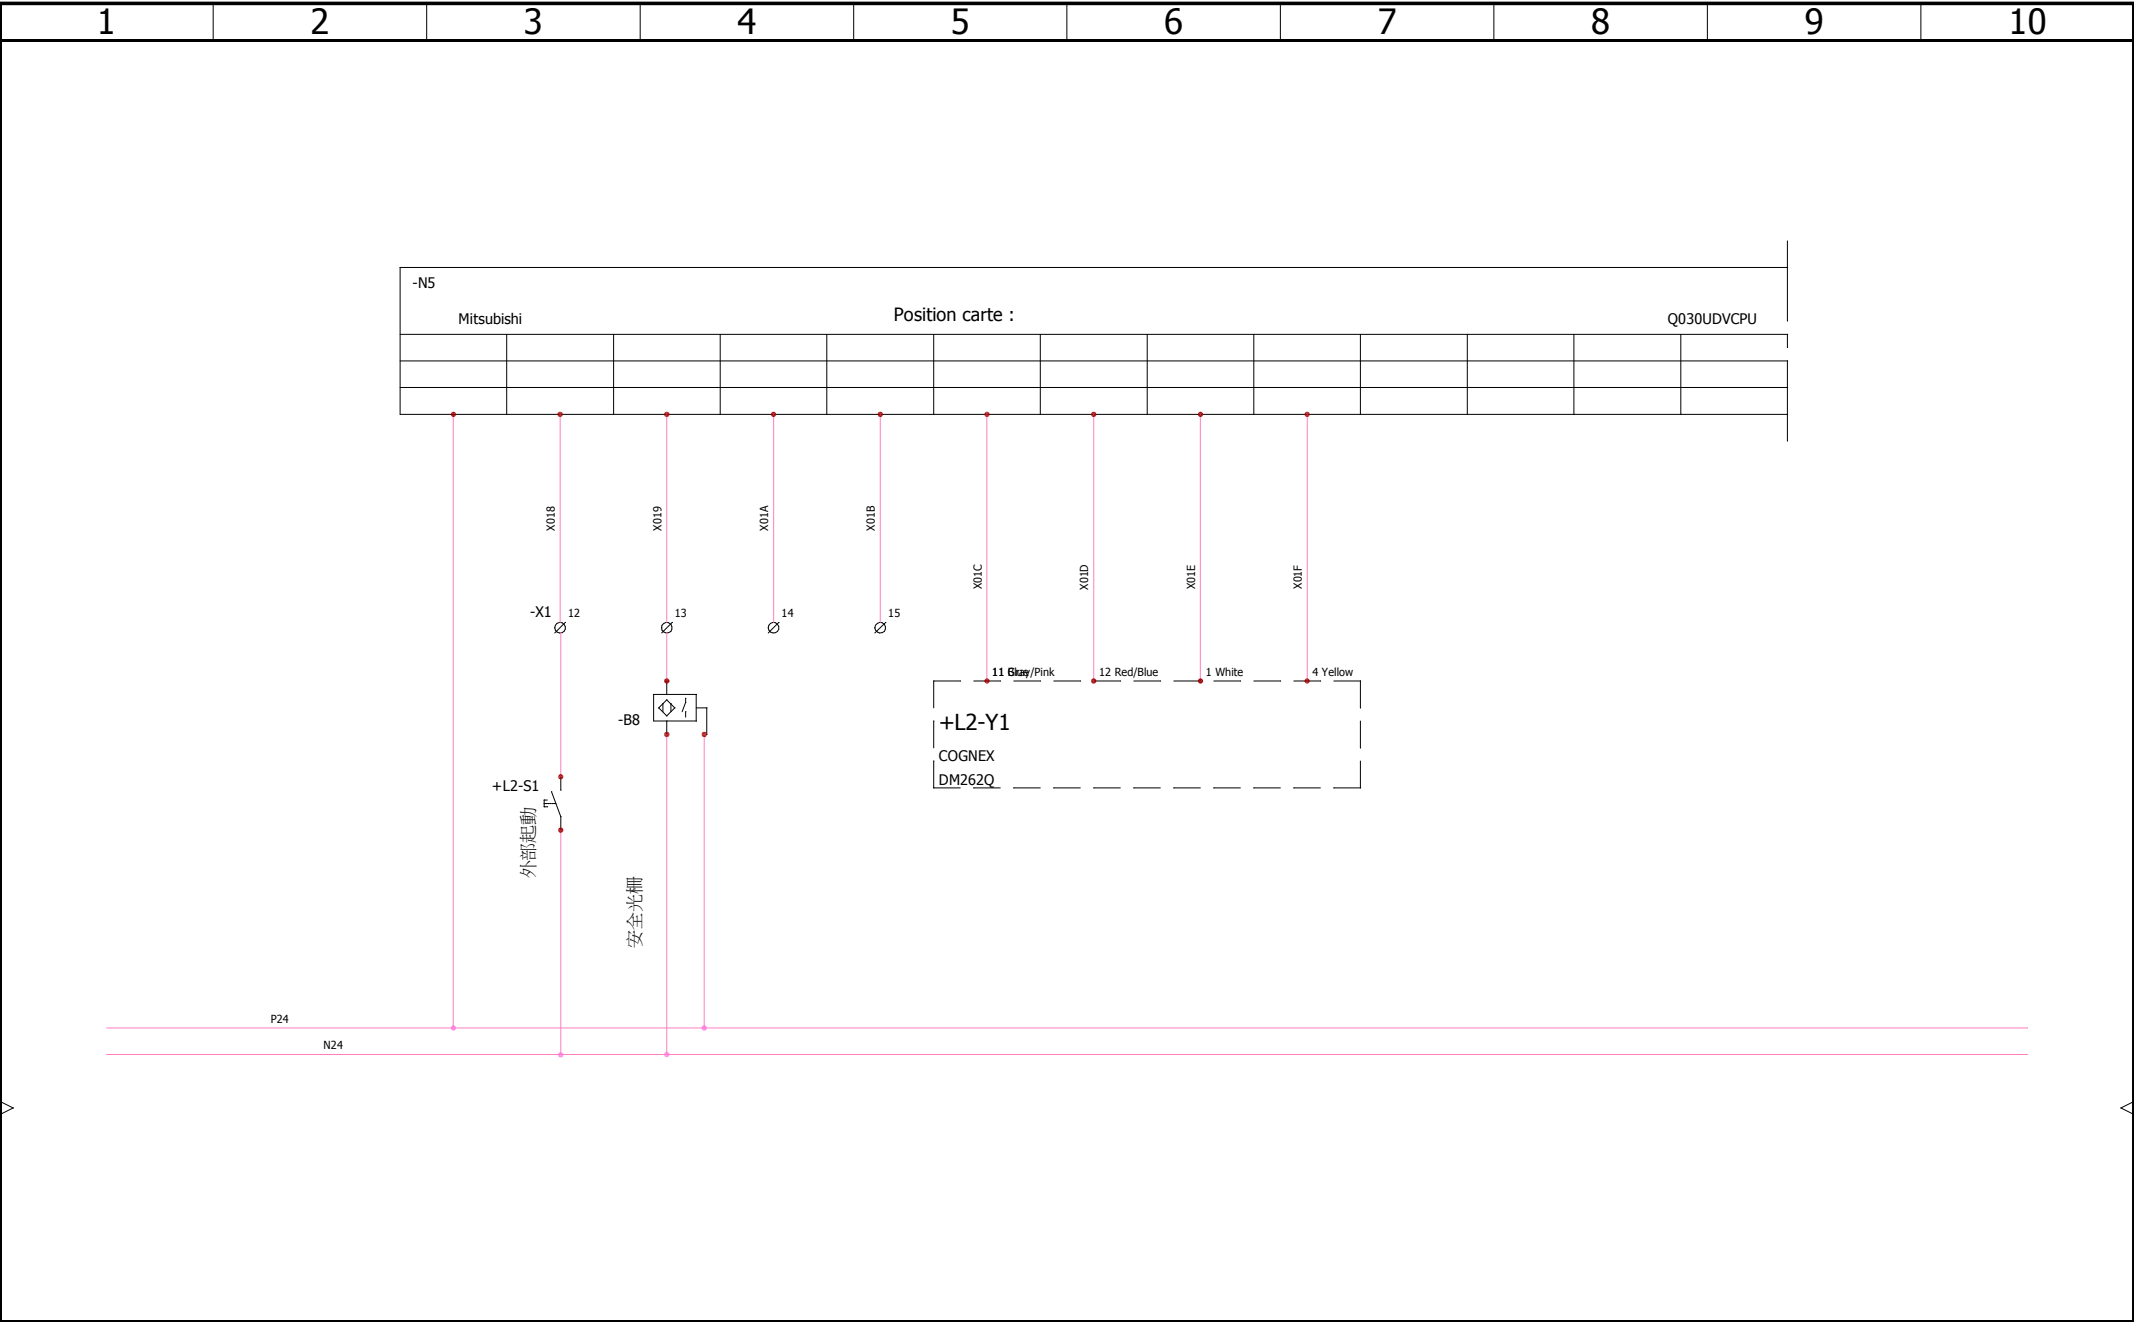 1 2 3 4 5 6 7 8 9 10
-N5
Mitsubishi
Position carte :
Q030UDVCPU
X018
X019
X01A
X01B
X01C
X01D
X01E
X01F
-X1 12
13
14
15
11 /Pink
12 Red/Blue
1 White
4 Yellow
-B8
+L2-Y1
COGNEX
DM262Q
+L2-S1
外部起動
安全光柵
P24
N24